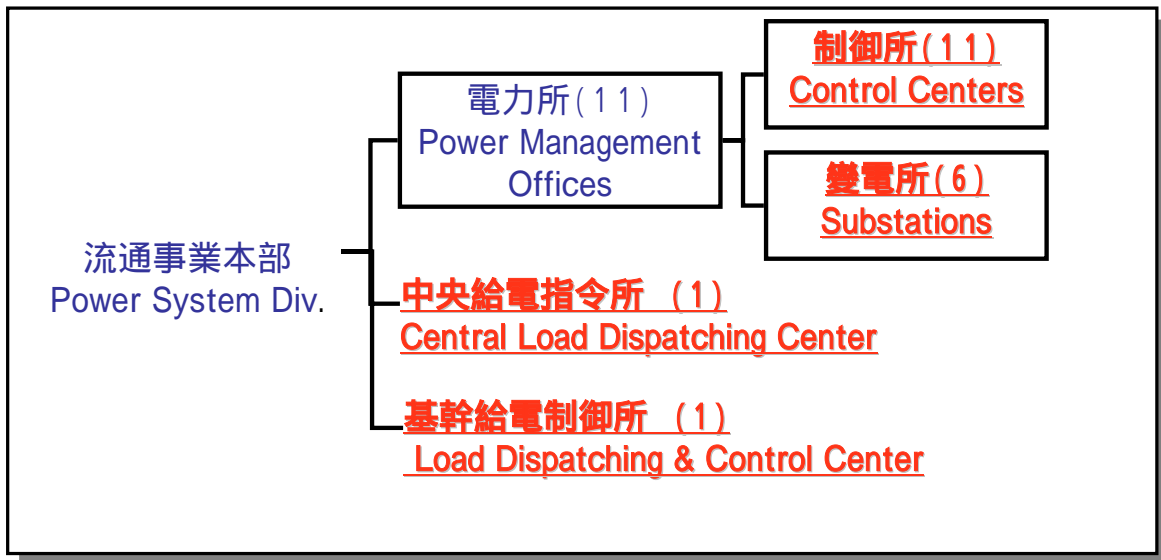 制御所(11)
Control Centers
電力所(11)
Power Management
Offices
變電所(6)
Substations
流通事業本部
Power System Div.
中央給電指令所 (1)
Central Load Dispatching Center
基幹給電制御所 (1)
Load Dispatching & Control Center